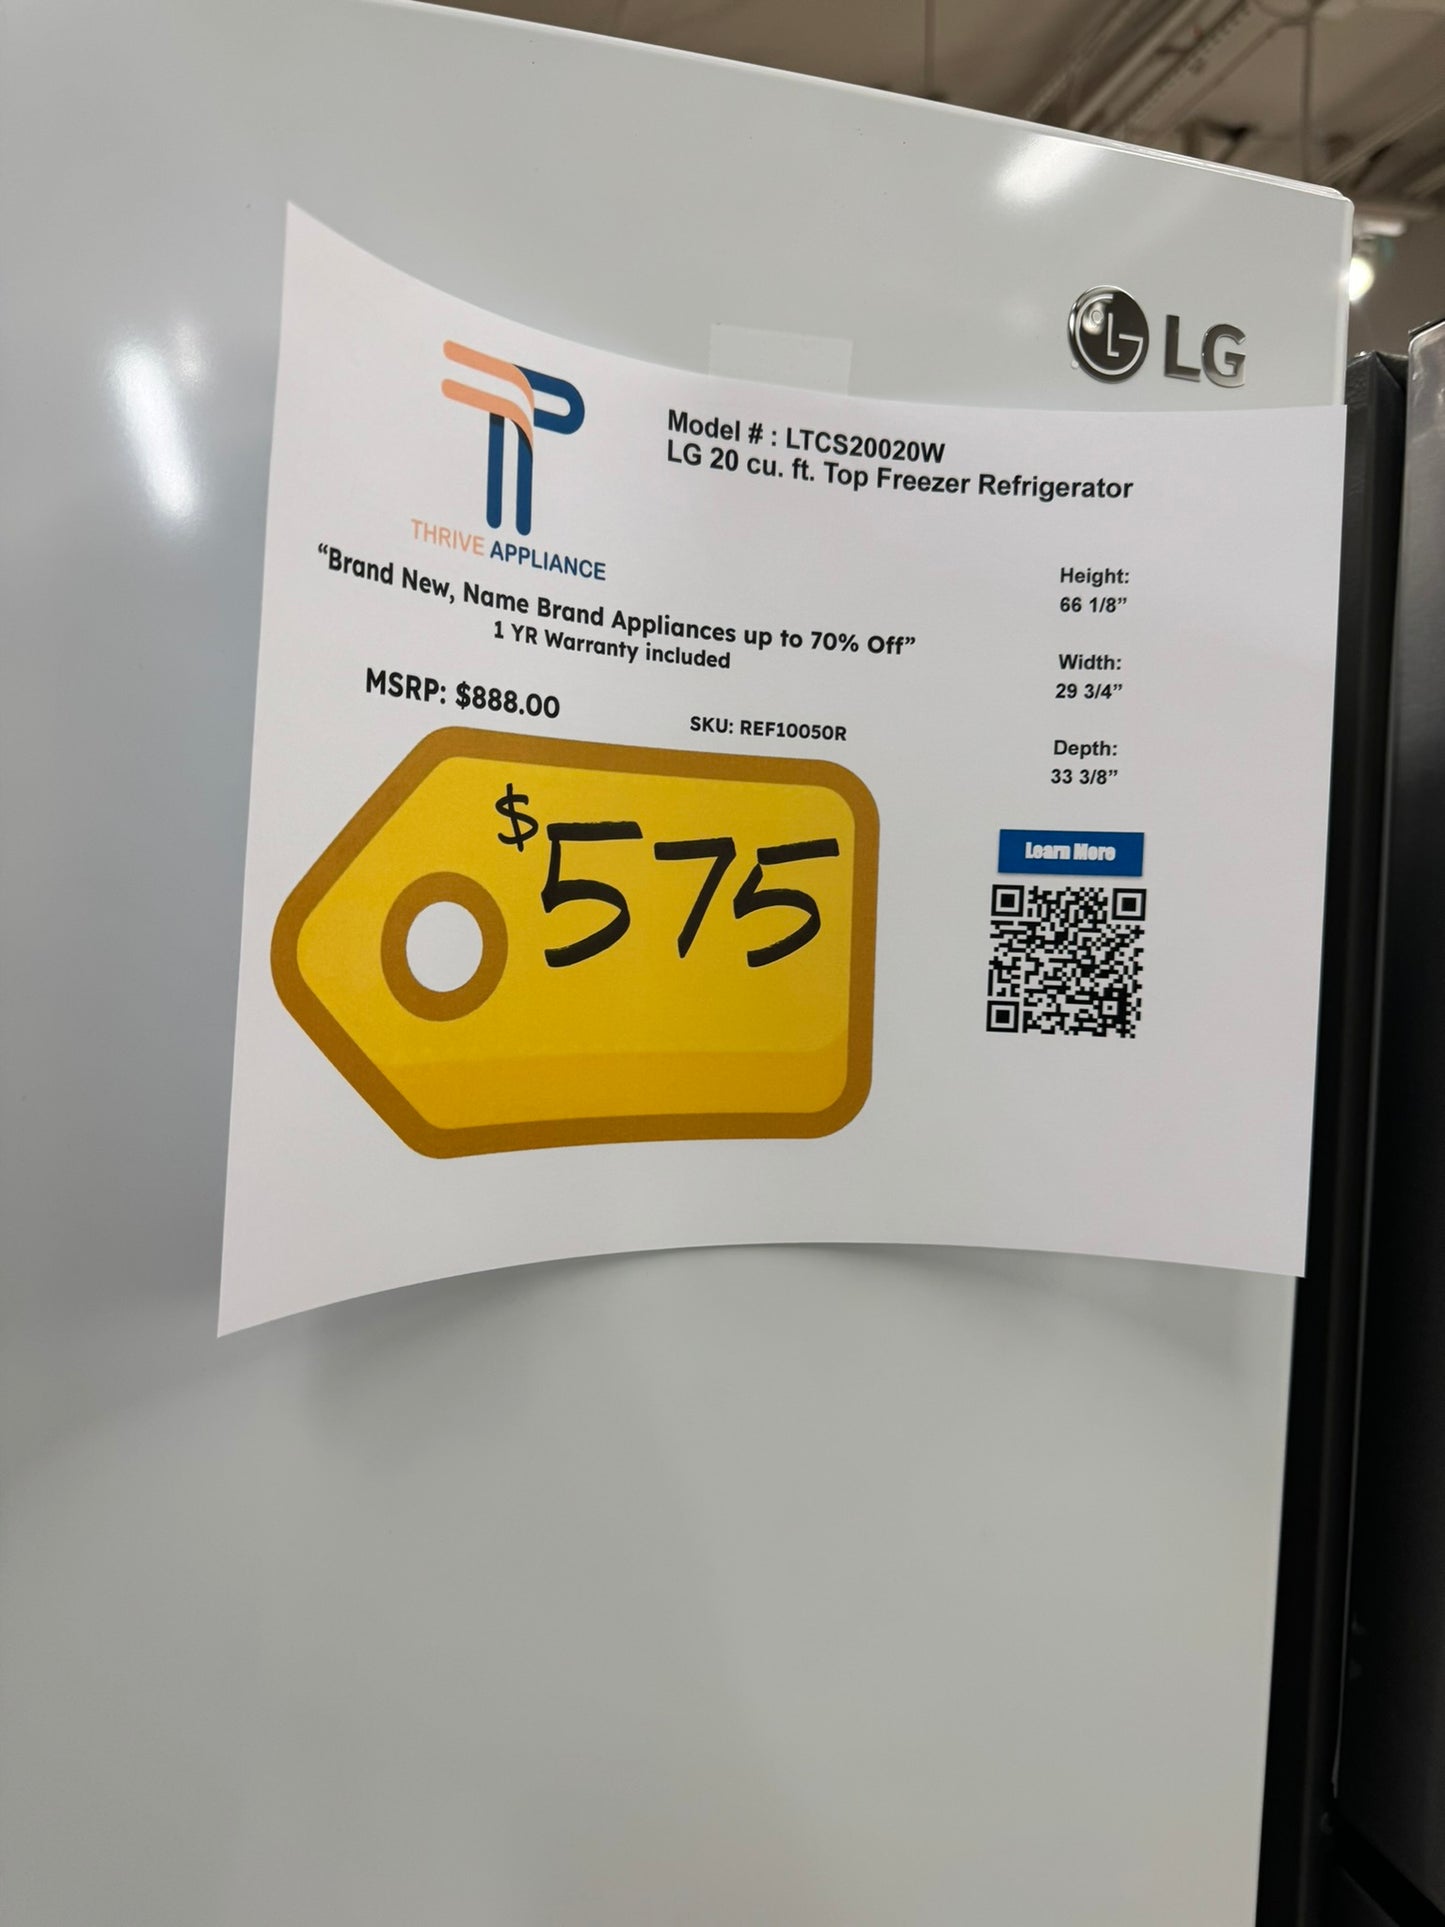 LG
Model # : LTCS20020W
LG 20 cu. ft. Top Freezer Refrigerator
THRIVE APPLIANCE
“Brand New, Name Brand Appliances up to 70% Off”
1 YR Warranty included
MSRP: $888.00
SKU: REF10050R
$575
Height:
66 1/8”
Width:
29 3/4”
Depth:
33 3/8”
Learn More